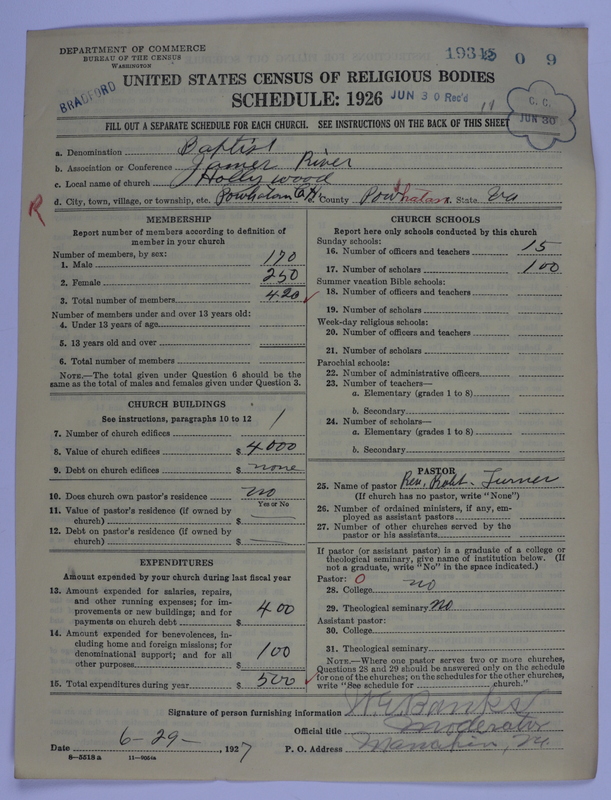 DEPARTMENT OF COMMERCE
BUREAU OF THE CENSUS
WASHINGTON
0 9
UNITED STATES CENSUS OF RELIGIOUS BODIES
SCHEDULE: 1926
BRADFORD
JUN 30 Rec'd
C. C.
JUN 30
FILL OUT A SEPARATE SCHEDULE FOR EACH CHURCH. SEE INSTRUCTIONS ON THE BACK OF THIS SHEET
a. Denomination Baptist
b. Association or Conference James River
c. Local name of church Hollywood
d. City, town, village, or township, etc. Powhatan County Powhatan State Va
R
MEMBERSHIP
Report number of members according to definition of member in your church
Number of members, by sex:
1. Male 170
2. Female 250
3. Total number of members 420
Number of members under and over 13 years old:
4. Under 13 years of age
5. 13 years old and over
6. Total number of members
NOTE.—The total given under Question 6 should be
same as the total of males and females given under Question 3.
CHURCH BUILDINGS
See instructions, paragraphs 10 to 12
7. Number of church edifices 1
8. Value of church edifices $ 4000
9. Debt on church edifices $ none
10. Does church own pastor's residence no
Yes or No
11. Value of pastor's residence (if owned by
church) $
12. Debt on pastor's residence (if owned by
church) $
EXPENDITURES
Amount expended by your church during last fiscal year
13. Amount expended for salaries, repairs,
and other running expenses; for im-
provements or new buildings; and for
payments on church debt $ 400
14. Amount expended for benevolences, in-
cluding home and foreign missions; for
denominational support; and for all
other purposes $ 100
15. Total expenditures during year $ 500
CHURCH SCHOOLS
Report here only schools conducted by this church
Sunday schools:
16. Number of officers and teachers 15
17. Number of scholars 100
Summer vacation Bible schools:
18. Number of officers and teachers
19. Number of scholars
Week-day religious schools:
20. Number of officers and teachers
21. Number of scholars
Parochial schools:
22. Number of administrative officers
23. Number of teachers—
a. Elementary (grades 1 to 8)
b. Secondary
24. Number of scholars—
a. Elementary (grades 1 to 8)
b. Secondary
PASTOR
25. Name of pastor Rev. Robt. Turner
(If church has no pastor, write "None")
26. Number of ordained ministers, if any, em-
ployed as assistant pastors
27. Number of other churches served by the
pastor or his assistants
If pastor (or assistant pastor) is a graduate of a college or
theological seminary, give name of institution below. (If
not a graduate, write "No" in the space indicated.)
Pastor: O
28. College no
29. Theological seminary no
Assistant pastor:
30. College
31. Theological seminary
NOTE.—Where one pastor serves two or more churches,
Questions 28 and 29 should be answered only on the schedule
for one of the churches; on the schedules for the other churches,
write "See schedule for church."
Signature of person furnishing information Banks
Official title Moderator
Date 6-29-, 1927 P. O. Address Manakin, Va.
8-5518 a 11-9054a